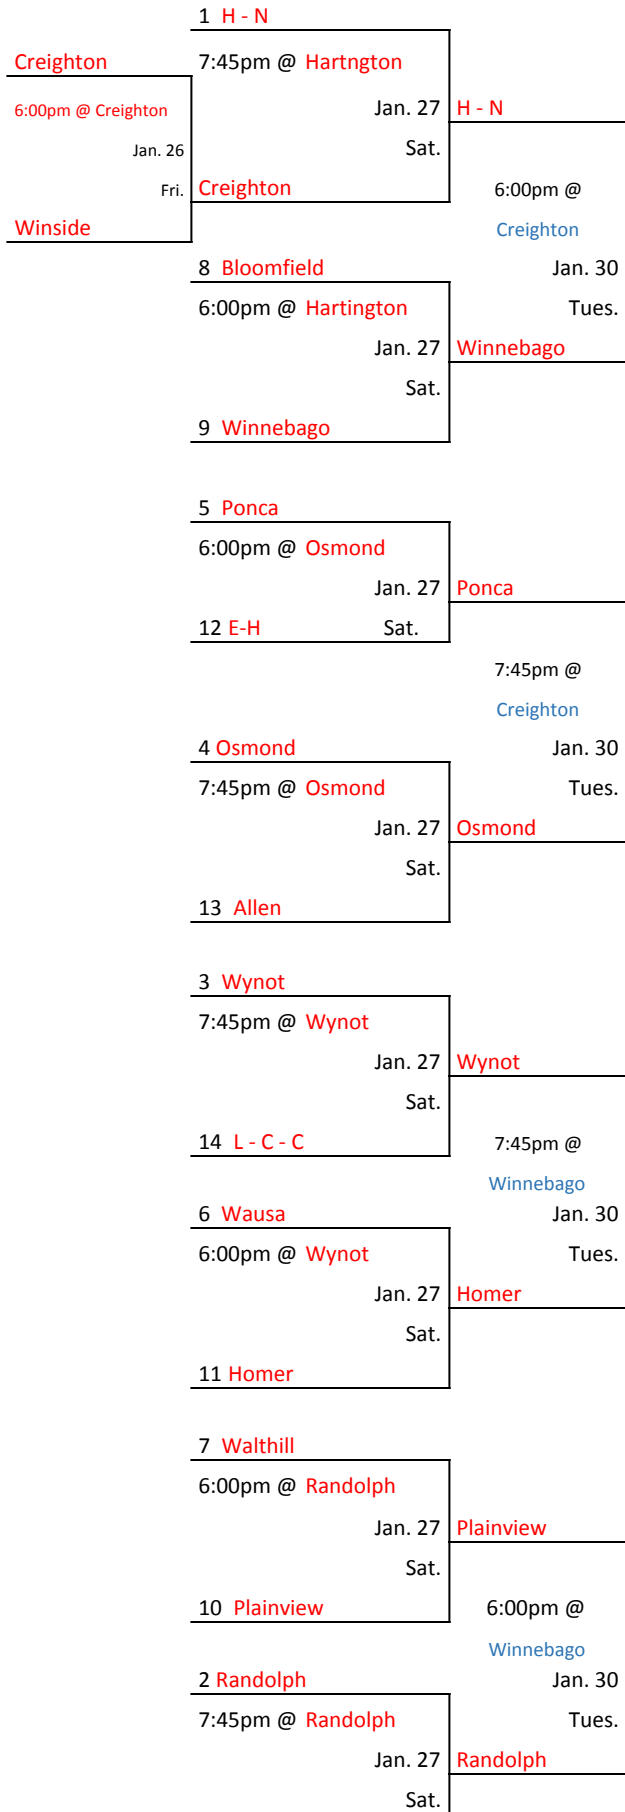 1 H - N
Creighton
7:45pm @ Hartngton
6:00pm @ Creighton
Jan. 27 H - N
Jan. 26
Sat.
Fri. Creighton
6:00pm @
Winside
Creighton
8 Bloomfield
Jan. 30
6:00pm @ Hartington
Tues.
Jan. 27 Winnebago
Sat.
9 Winnebago
5 Ponca
6:00pm @ Osmond
Jan. 27 Ponca
12 E-H Sat.
7:45pm @
Creighton
4 Osmond
Jan. 30
7:45pm @ Osmond
Tues.
Jan. 27 Osmond
Sat.
13 Allen
3 Wynot
7:45pm @ Wynot
Jan. 27 Wynot
Sat.
14 L - C - C
7:45pm @
Winnebago
6 Wausa
Jan. 30
6:00pm @ Wynot
Tues.
Jan. 27 Homer
Sat.
11 Homer
7 Walthill
6:00pm @ Randolph
Jan. 27 Plainview
Sat.
10 Plainview
6:00pm @
Winnebago
2 Randolph
Jan. 30
7:45pm @ Randolph
Tues.
Jan. 27 Randolph
Sat.